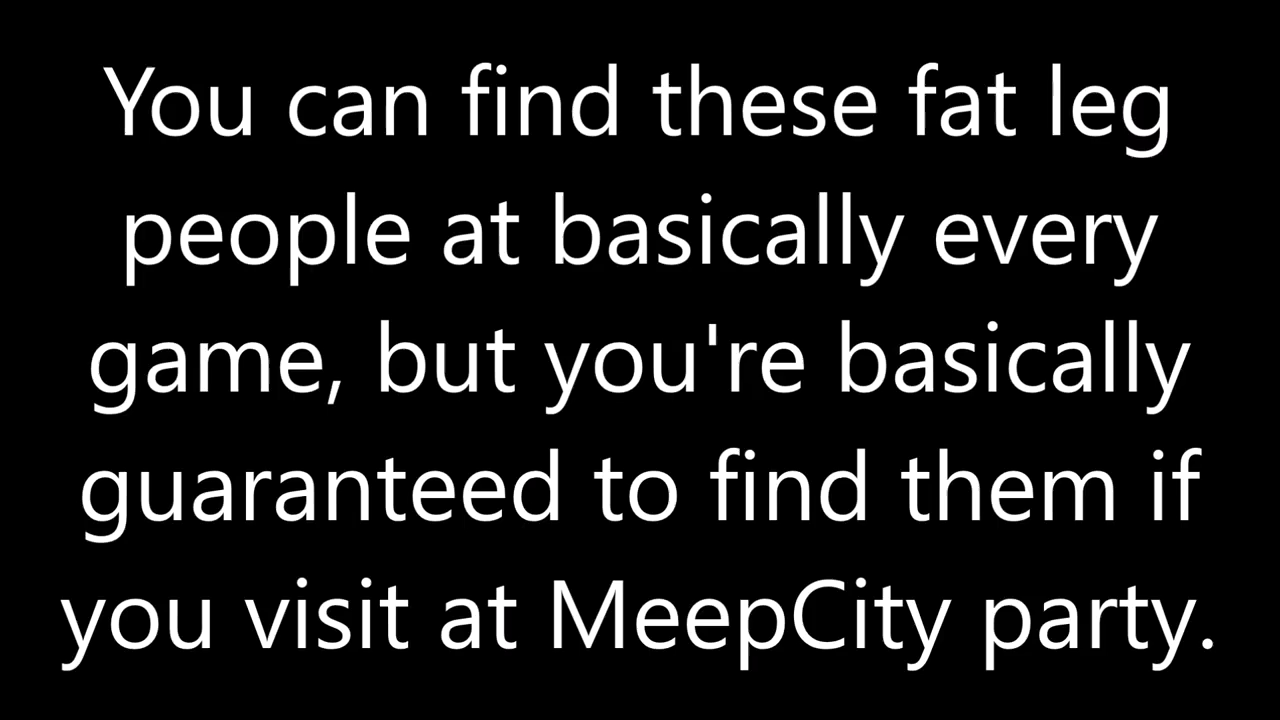 You can find these fat leg
people at basically every
game, but you're basically
guaranteed to find them if
you visit at MeepCity party.